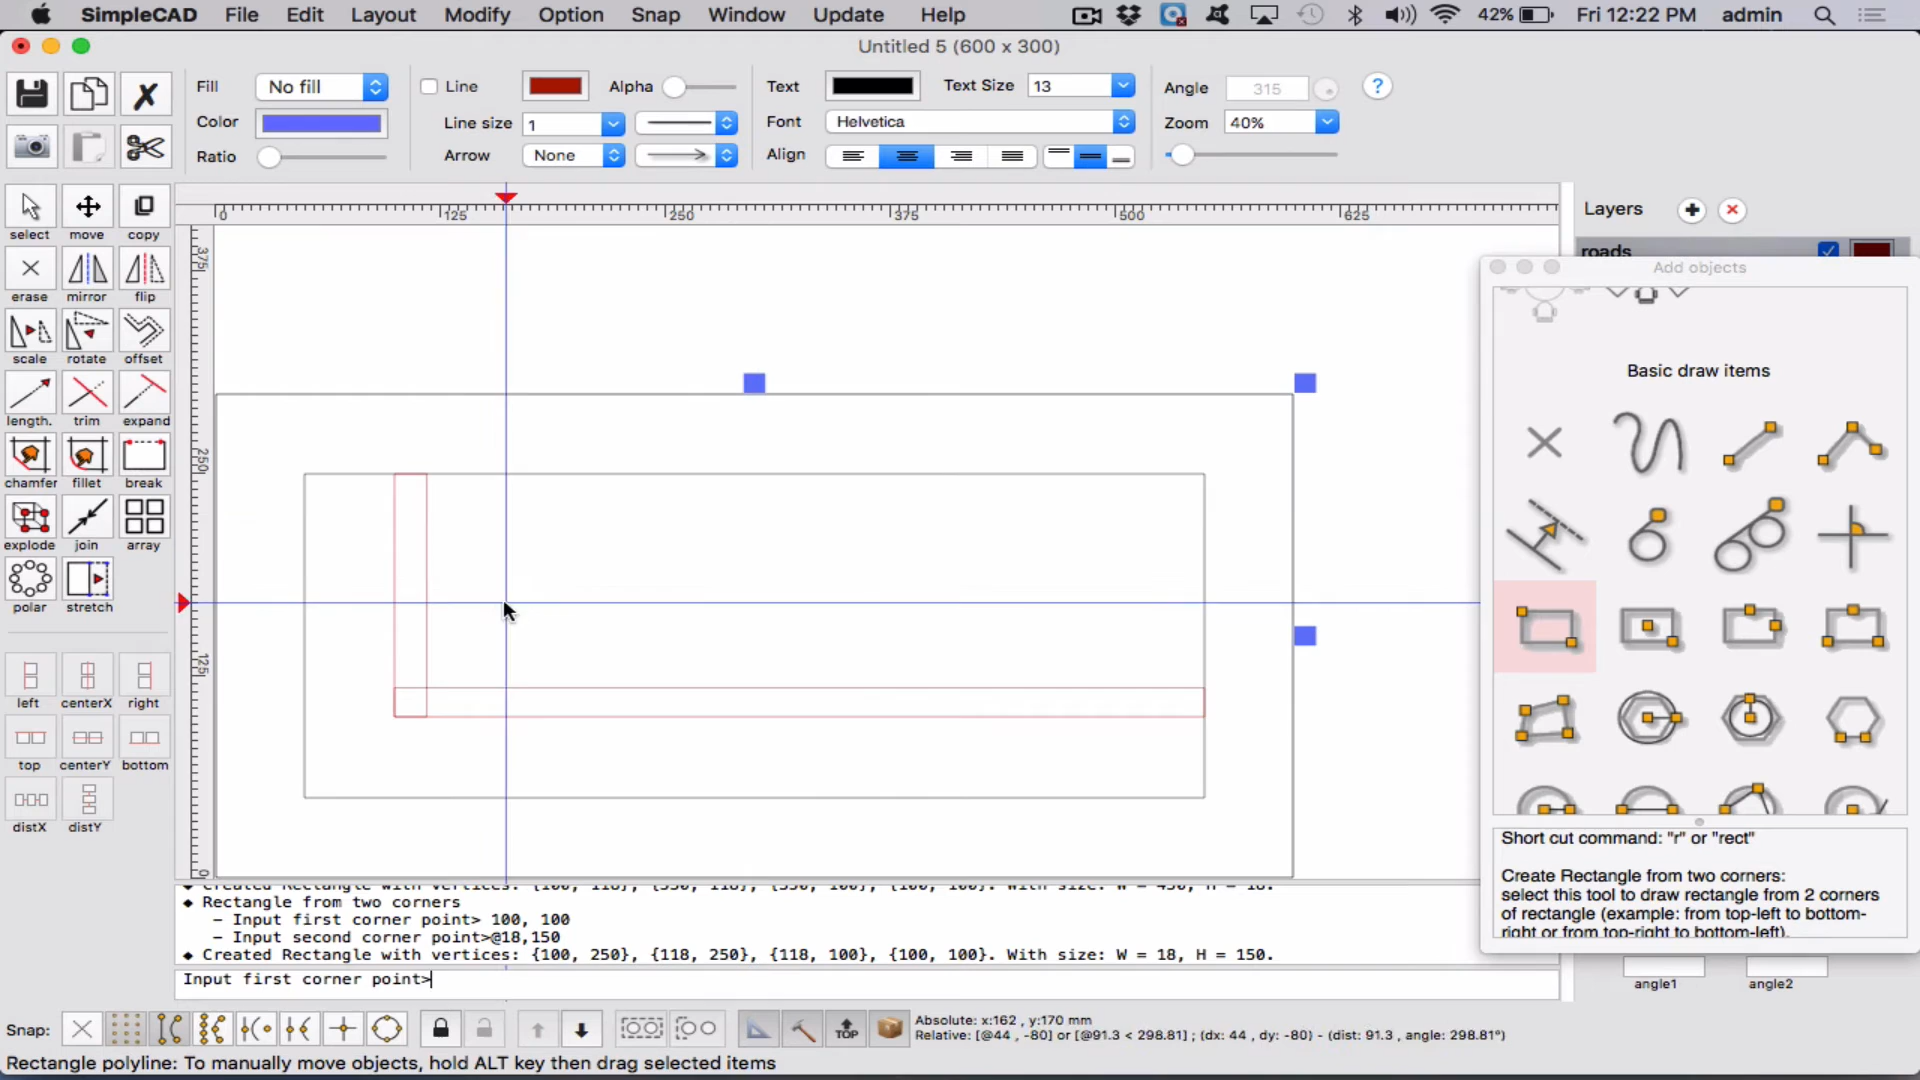 SimpleCAD File Edit Layout Modify Option Snap Window Update Help 42% Fri 12:22 PM admin
Untitled 5 (600 x 300)
Fill No fill Line Alpha Text Text Size 13 Angle 315 ?
Color Line size 1 Font Helvetica Zoom 40%
Ratio Arrow None Align
select move copy
erase mirror flip
scale rotate offset
length. trim expand
chamfer fillet break
explode join array
polar stretch
left centerX right
top centerY bottom
distX distY
0 125 250 375 500 625
375
250
125
0
Layers
roads
Add objects
Basic draw items
Short cut command: "r" or "rect"
Create Rectangle from two corners:
select this tool to draw rectangle from 2 corners
of rectangle (example: from top-left to bottom-
right or from top-right to bottom-left).
angle1 angle2
Rectangle from two corners
– Input first corner point> 100, 100
– Input second corner point>@18,150
Created Rectangle with vertices: {100, 250}, {118, 250}, {118, 100}, {100, 100}. With size: W = 18, H = 150.
Input first corner point>
Snap: TOP
Absolute: x:162 , y:170 mm
Relative: [@44 , -80] or [@91.3 < 298.81] ; (dx: 44 , dy: -80) - (dist: 91.3 , angle: 298.81°)
Rectangle polyline: To manually move objects, hold ALT key then drag selected items